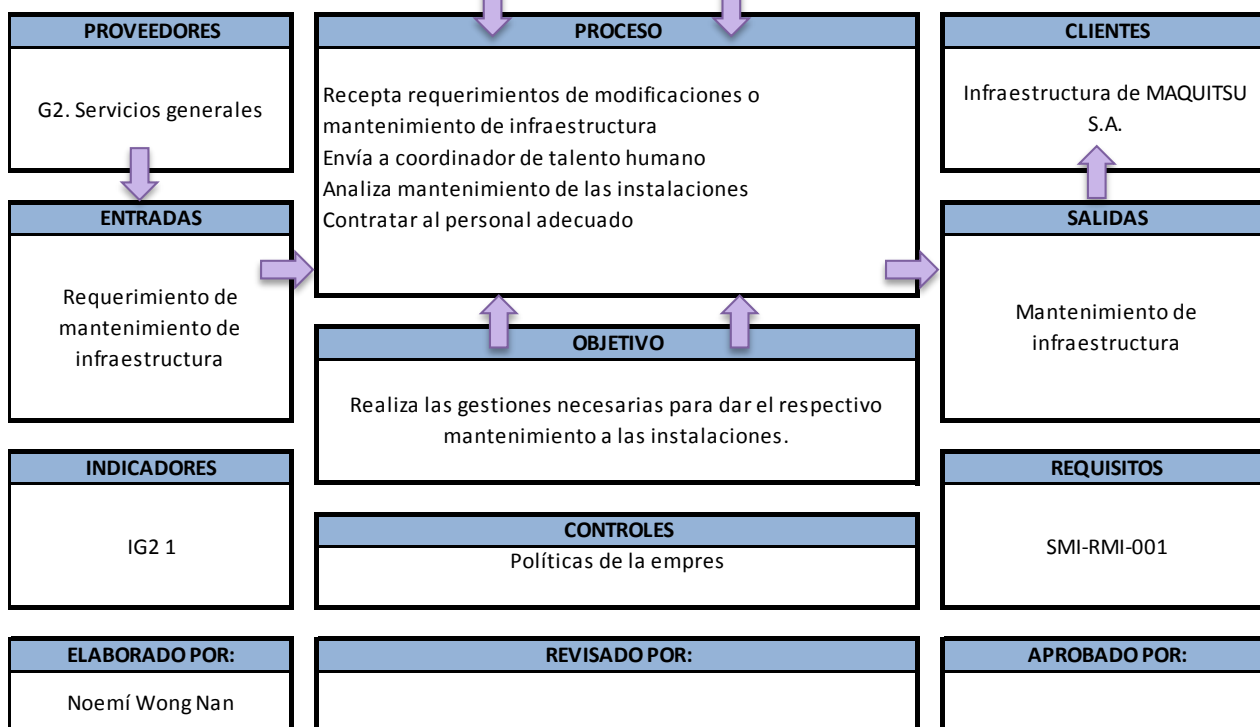 PROVEEDORES
G2. Servicios generales
PROCESO
Recepta requerimientos de modificaciones o
mantenimiento de infraestructura
Envía a coordinador de talento humano
Analiza mantenimiento de las instalaciones
Contratar al personal adecuado
CLIENTES
Infraestructura de MAQUITSU
S.A.
ENTRADAS
Requerimiento de
mantenimiento de
infraestructura
OBJETIVO
Realiza las gestiones necesarias para dar el respectivo
mantenimiento a las instalaciones.
SALIDAS
Mantenimiento de
infraestructura
INDICADORES
IG2 1
CONTROLES
Políticas de la empres
REQUISITOS
SMI-RMI-001
ELABORADO POR:
Noemí Wong Nan
REVISADO POR:
APROBADO POR: